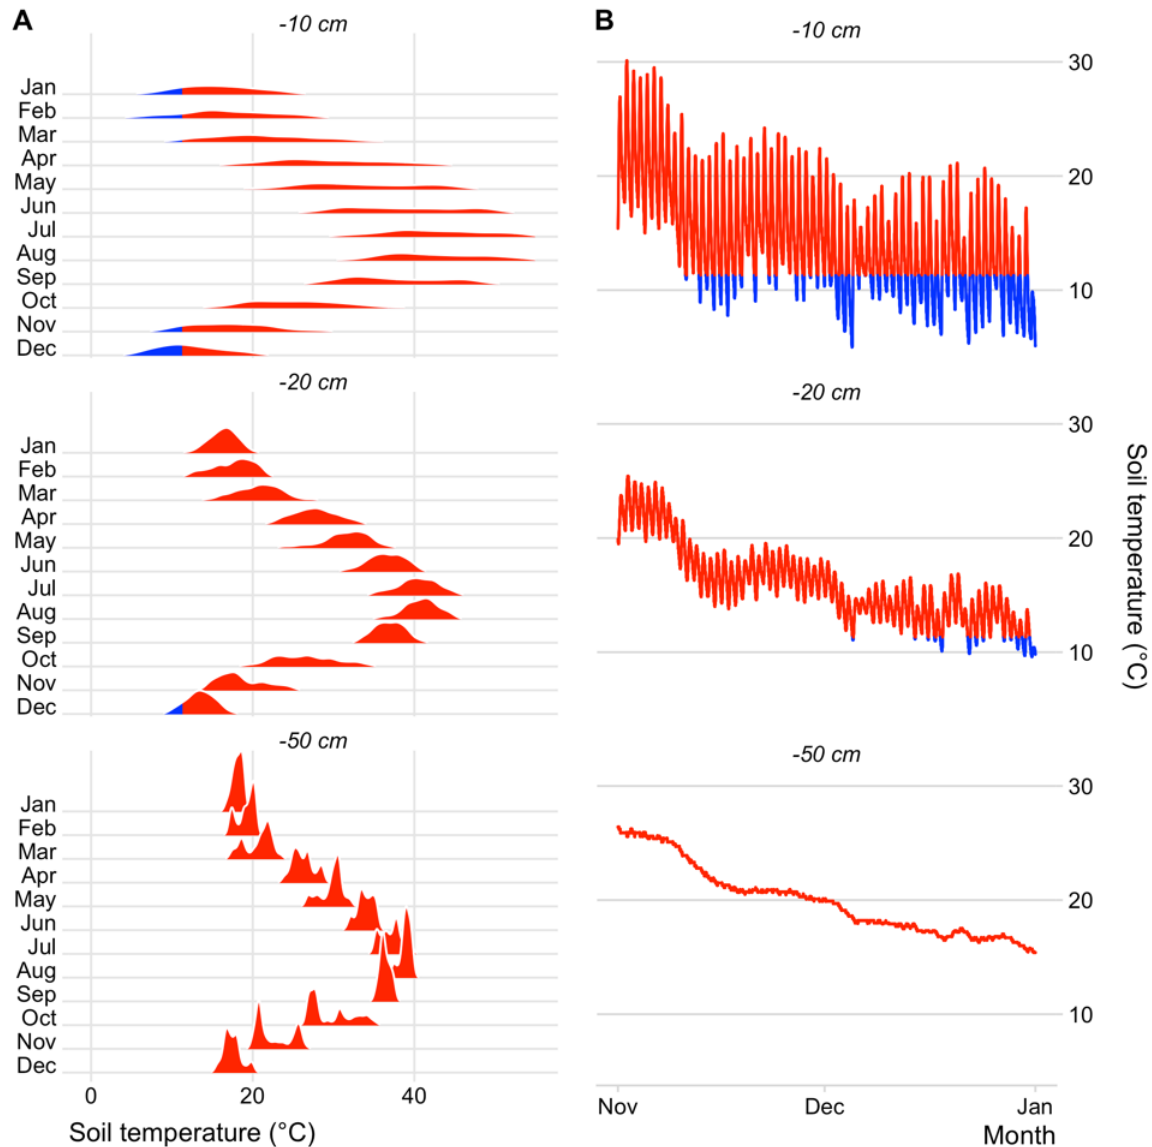 A
-10 cm
Jan
Feb
Mar
Apr
May
Jun
Jul
Aug
Sep
Oct
Nov
Dec
-20 cm
Jan
Feb
Mar
Apr
May
Jun
Jul
Aug
Sep
Oct
Nov
Dec
-50 cm
Jan
Feb
Mar
Apr
May
Jun
Jul
Aug
Sep
Oct
Nov
Dec
0 20 40
Soil temperature (°C)
B
-10 cm
30
20
10
-20 cm
30
20
10
-50 cm
30
20
10
Soil temperature (°C)
Nov Dec Jan
Month